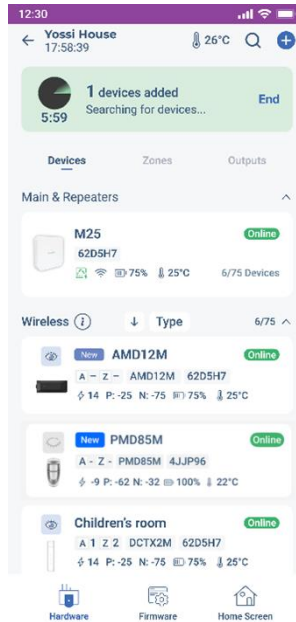 12:30
Yossi House
17:58:39
26°C
1 devices added
Searching for devices...
End
5:59
Devices Zones Outputs
Main & Repeaters
M25 Online
62D5H7
75% 25°C 6/75 Devices
Wireless i ↓ Type 6/75
New AMD12M Online
A – Z – AMD12M 62D5H7
14 P: -25 N: -75 75% 25°C
New PMD85M Online
A - Z - PMD85M 4JJP96
-9 P: -62 N: -32 100% 22°C
Children's room Online
A 1 Z 2 DCTX2M 62D5H7
14 P: -25 N: -75 75% 25°C
Hardware Firmware Home Screen